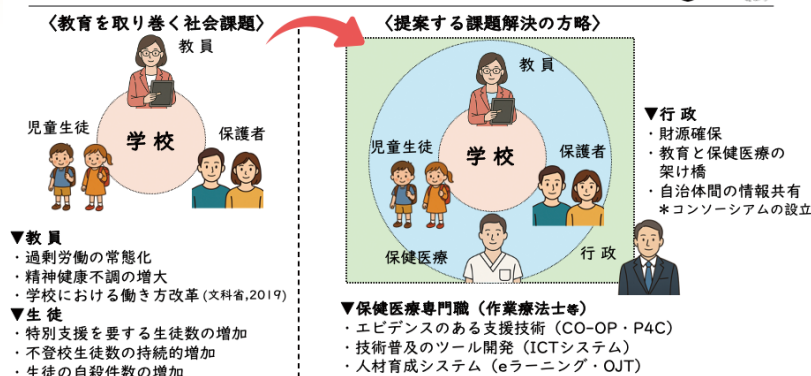 〈教育を取り巻く社会課題〉
教員
児童生徒
学校
保護者
▼教員
・過剰労働の常態化
・精神健康不調の増大
・学校における働き方改革(文科省,2019)
▼生徒
・特別支援を要する生徒数の増加
・不登校生徒数の持続的増加
・生徒の自殺件数の増加
〈提案する課題解決の方略〉
教員
児童生徒
学校
保護者
保健医療
行政
▼行政
・財源確保
・教育と保健医療の
架け橋
・自治体間の情報共有
＊コンソーシアムの設立
▼保健医療専門職（作業療法士等）
・エビデンスのある支援技術（CO-OP・P4C）
・技術普及のツール開発（ICTシステム）
・人材育成システム（eラーニング・OJT）